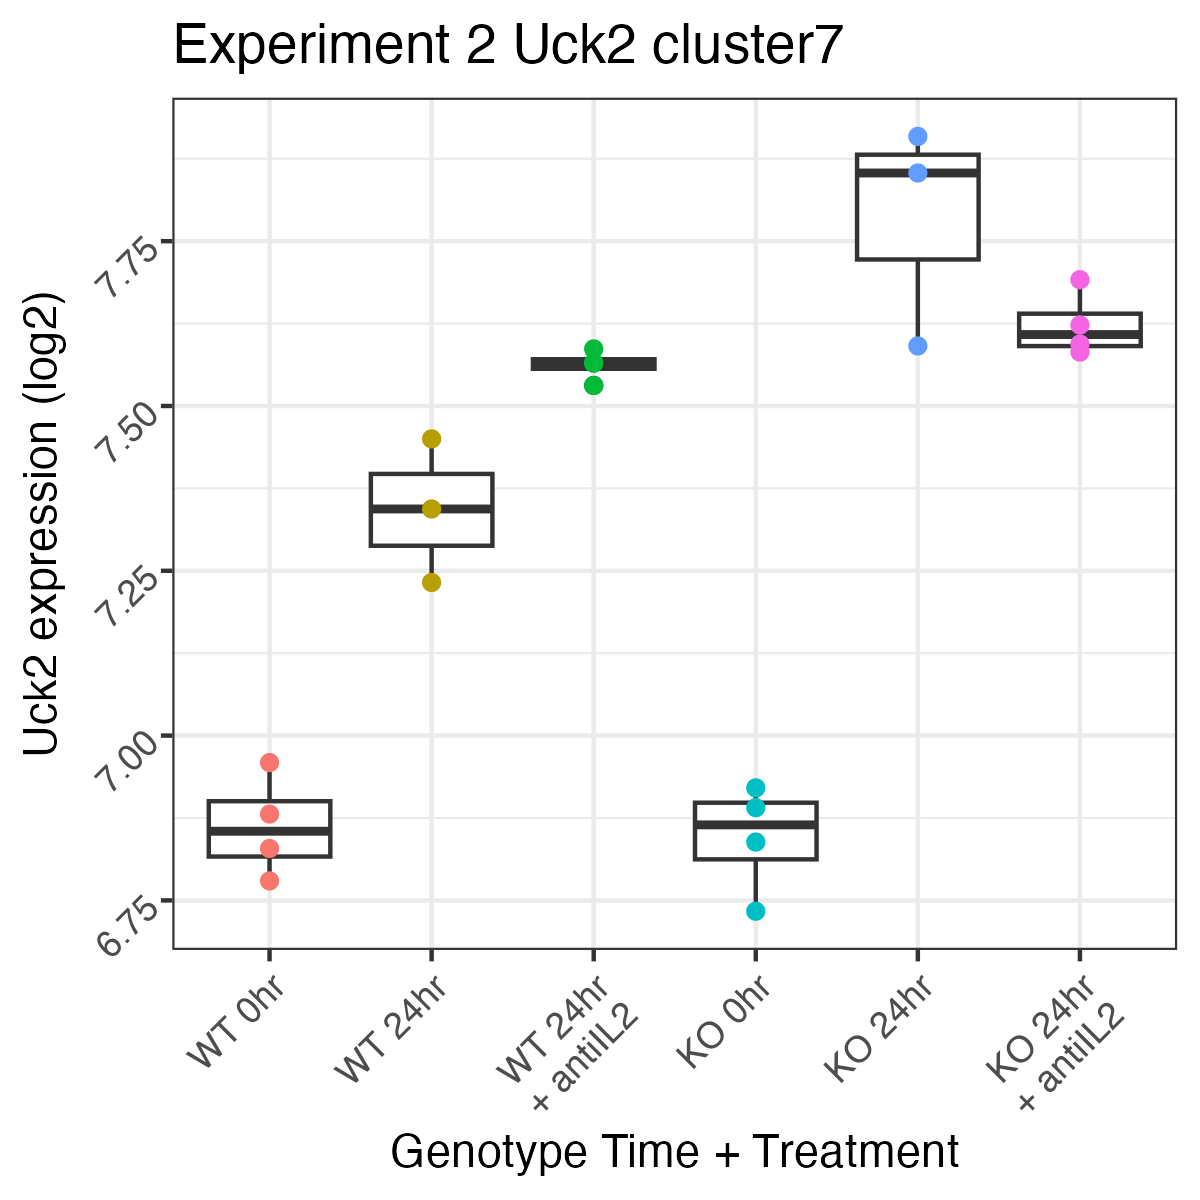 Experiment 2 Uck2 cluster7
Uck2 expression (log2)
7.75
7.50
7.25
7.00
6.75
WT 0hr
WT 24hr
WT 24hr
+ antiIL2
KO 0hr
KO 24hr
KO 24hr
+ antiIL2
Genotype Time + Treatment